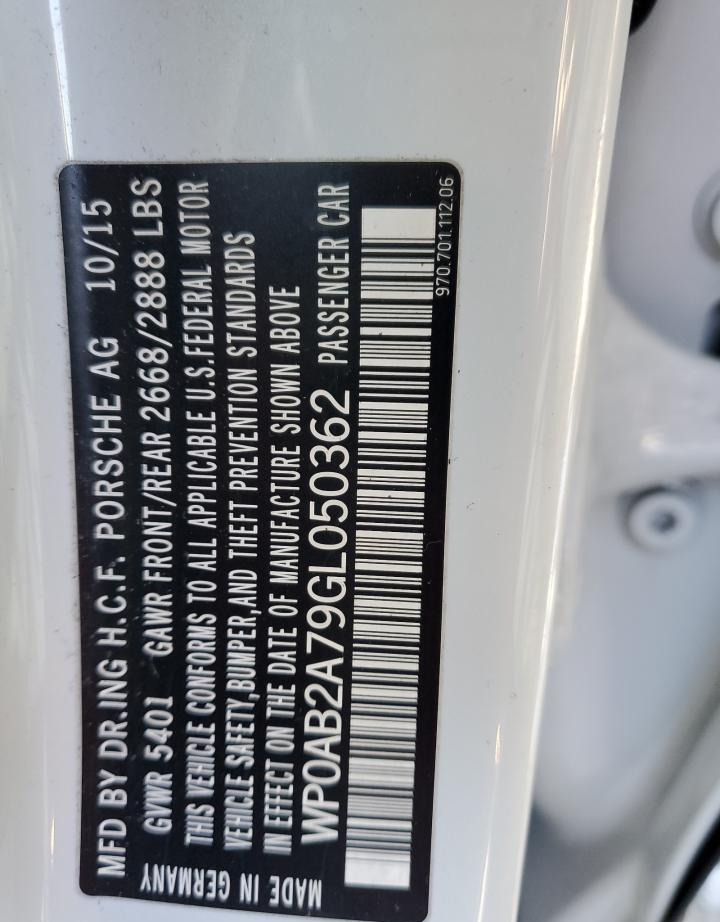 MFD BY DR.ING H.C.F. PORSCHE AG 10/15
GVWR 5401 GAWR FRONT/REAR 2668/2888 LBS
THIS VEHICLE CONFORMS TO ALL APPLICABLE U.S.FEDERAL MOTOR
VEHICLE SAFETY,BUMPER,AND THEFT PREVENTION STANDARDS
IN EFFECT ON THE DATE OF MANUFACTURE SHOWN ABOVE
WP0AB2A79GL050362 PASSENGER CAR
970.701.112.06
MADE IN GERMANY